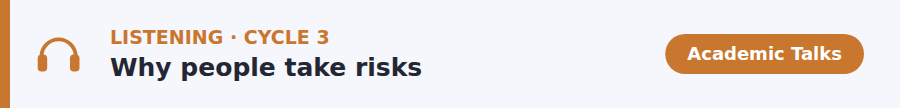 LISTENING · CYCLE 3
Why people take risks
Academic Talks